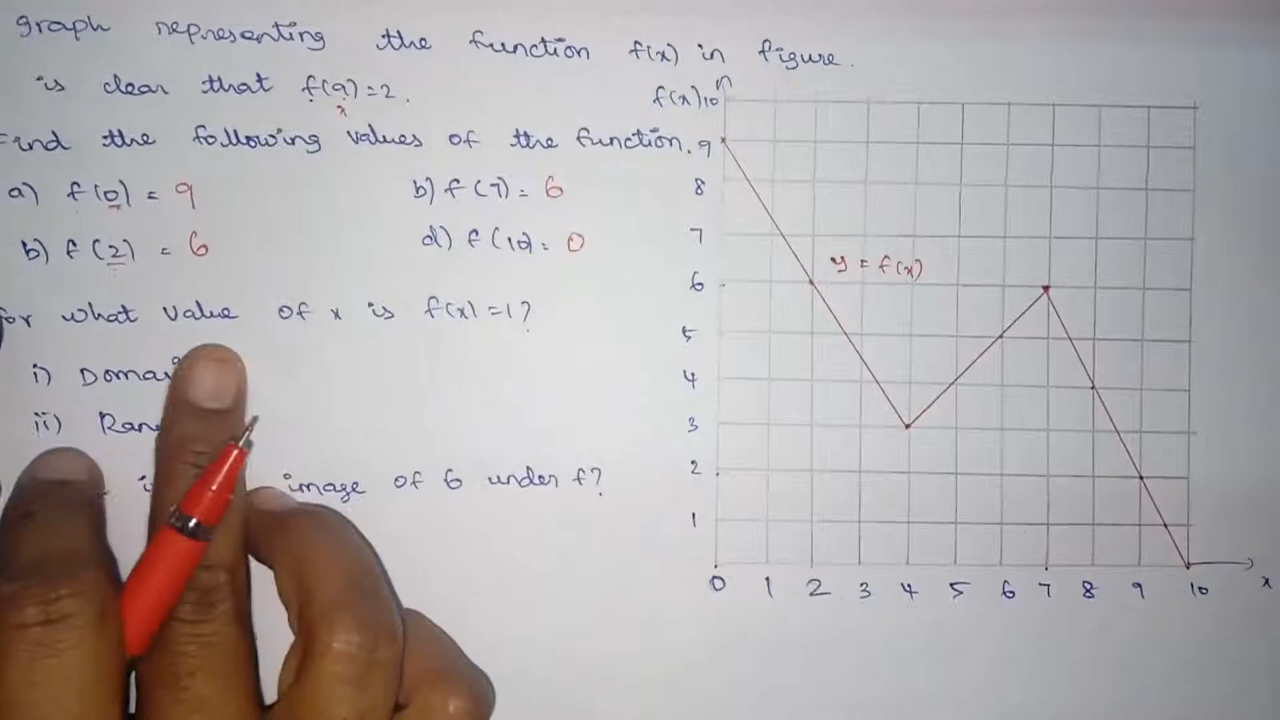 graph representing the function f(x) in figure.
is clear that f(9)=2.
x
Find the following values of the function.
a) f(0) = 9 b) f(7) = 6
b) f(2) = 6 d) f(10) = 0
for what value of x is f(x)=1?
i) Domai
ii) Ran
image of 6 under f?
f(x) 10
9
8
7
6
5
4
3
2
1
y = f(x)
0 1 2 3 4 5 6 7 8 9 10 x